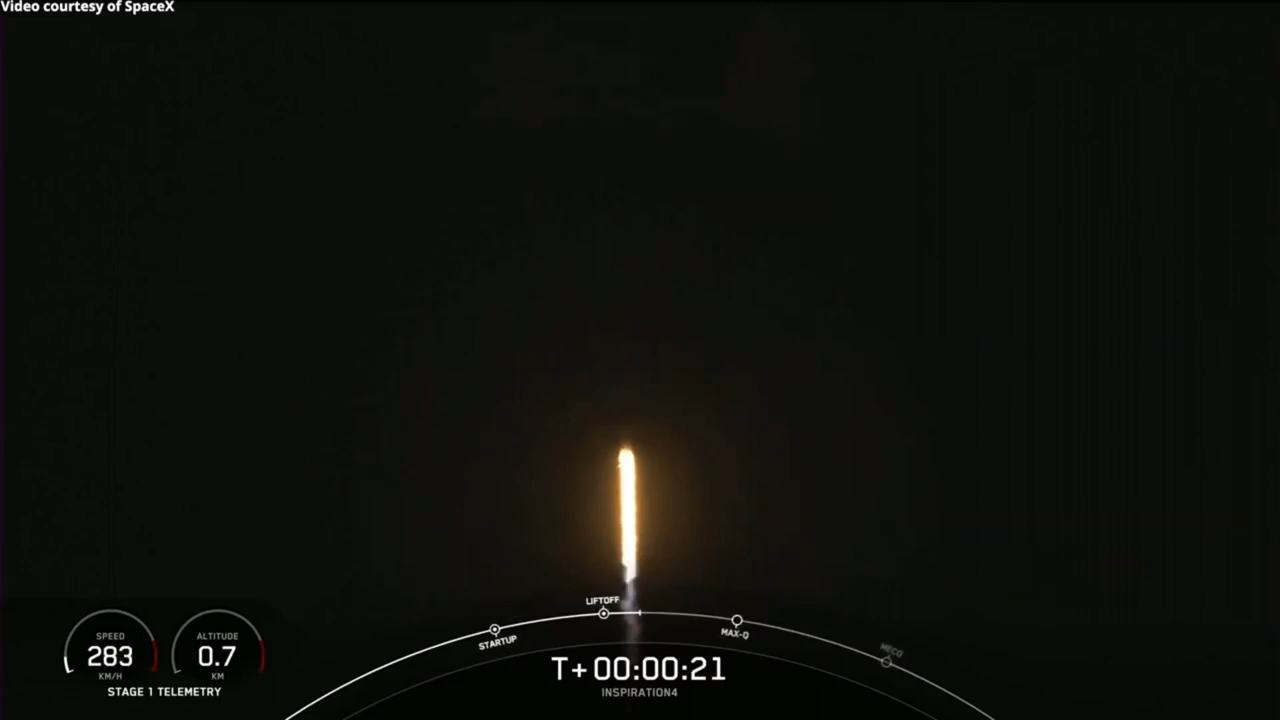 Video courtesy of SpaceX
LIFTOFF
STARTUP
MAX-Q
MECO
SPEED
283
KM/H
ALTITUDE
0.7
KM
STAGE 1 TELEMETRY
T+00:00:21
INSPIRATION4